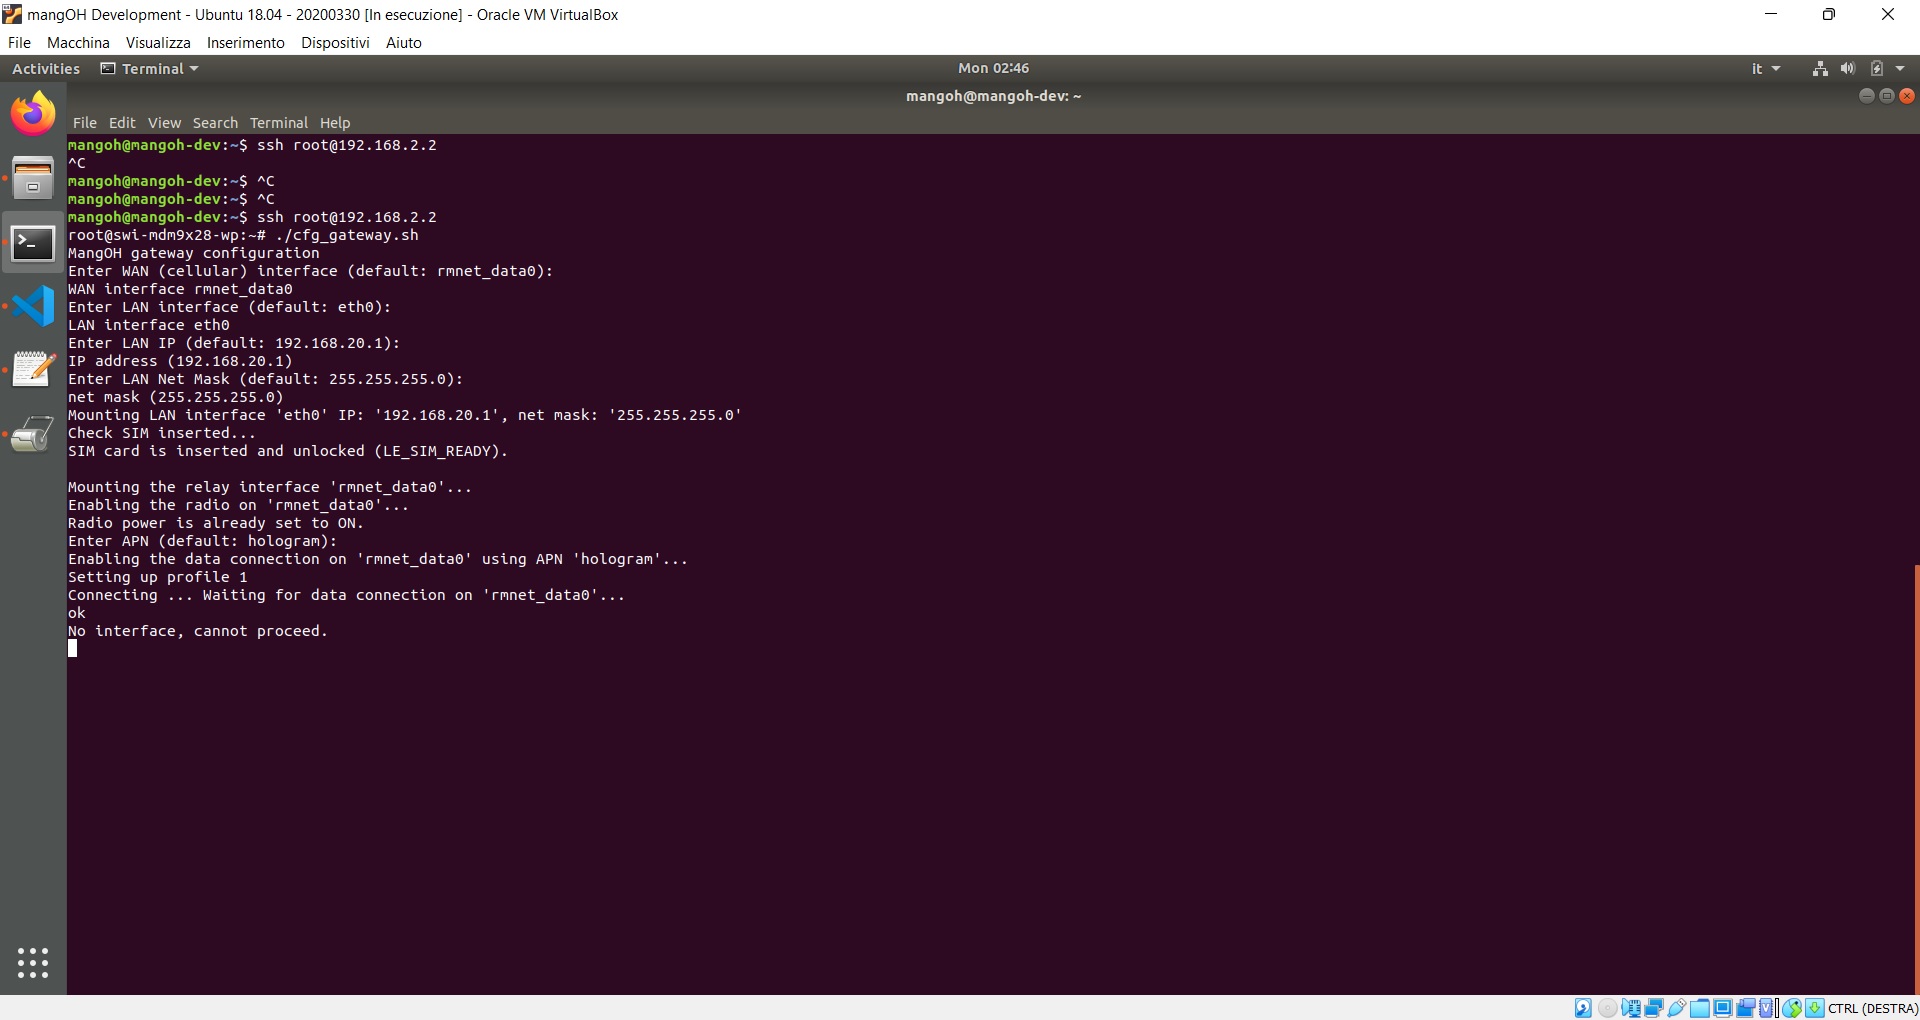 mangOH Development - Ubuntu 18.04 - 20200330 [In esecuzione] - Oracle VM VirtualBox
File Macchina Visualizza Inserimento Dispositivi Aiuto
Activities Terminal Mon 02:46 it
mangoh@mangoh-dev: ~
File Edit View Search Terminal Help
mangoh@mangoh-dev:~$ ssh root@192.168.2.2
^C
mangoh@mangoh-dev:~$ ^C
mangoh@mangoh-dev:~$ ^C
mangoh@mangoh-dev:~$ ssh root@192.168.2.2
root@swi-mdm9x28-wp:~# ./cfg_gateway.sh
MangOH gateway configuration
Enter WAN (cellular) interface (default: rmnet_data0):
WAN interface rmnet_data0
Enter LAN interface (default: eth0):
LAN interface eth0
Enter LAN IP (default: 192.168.20.1):
IP address (192.168.20.1)
Enter LAN Net Mask (default: 255.255.255.0):
net mask (255.255.255.0)
Mounting LAN interface 'eth0' IP: '192.168.20.1', net mask: '255.255.255.0'
Check SIM inserted...
SIM card is inserted and unlocked (LE_SIM_READY).
Mounting the relay interface 'rmnet_data0'...
Enabling the radio on 'rmnet_data0'...
Radio power is already set to ON.
Enter APN (default: hologram):
Enabling the data connection on 'rmnet_data0' using APN 'hologram'...
Setting up profile 1
Connecting ... Waiting for data connection on 'rmnet_data0'...
ok
No interface, cannot proceed.
CTRL (DESTRA)